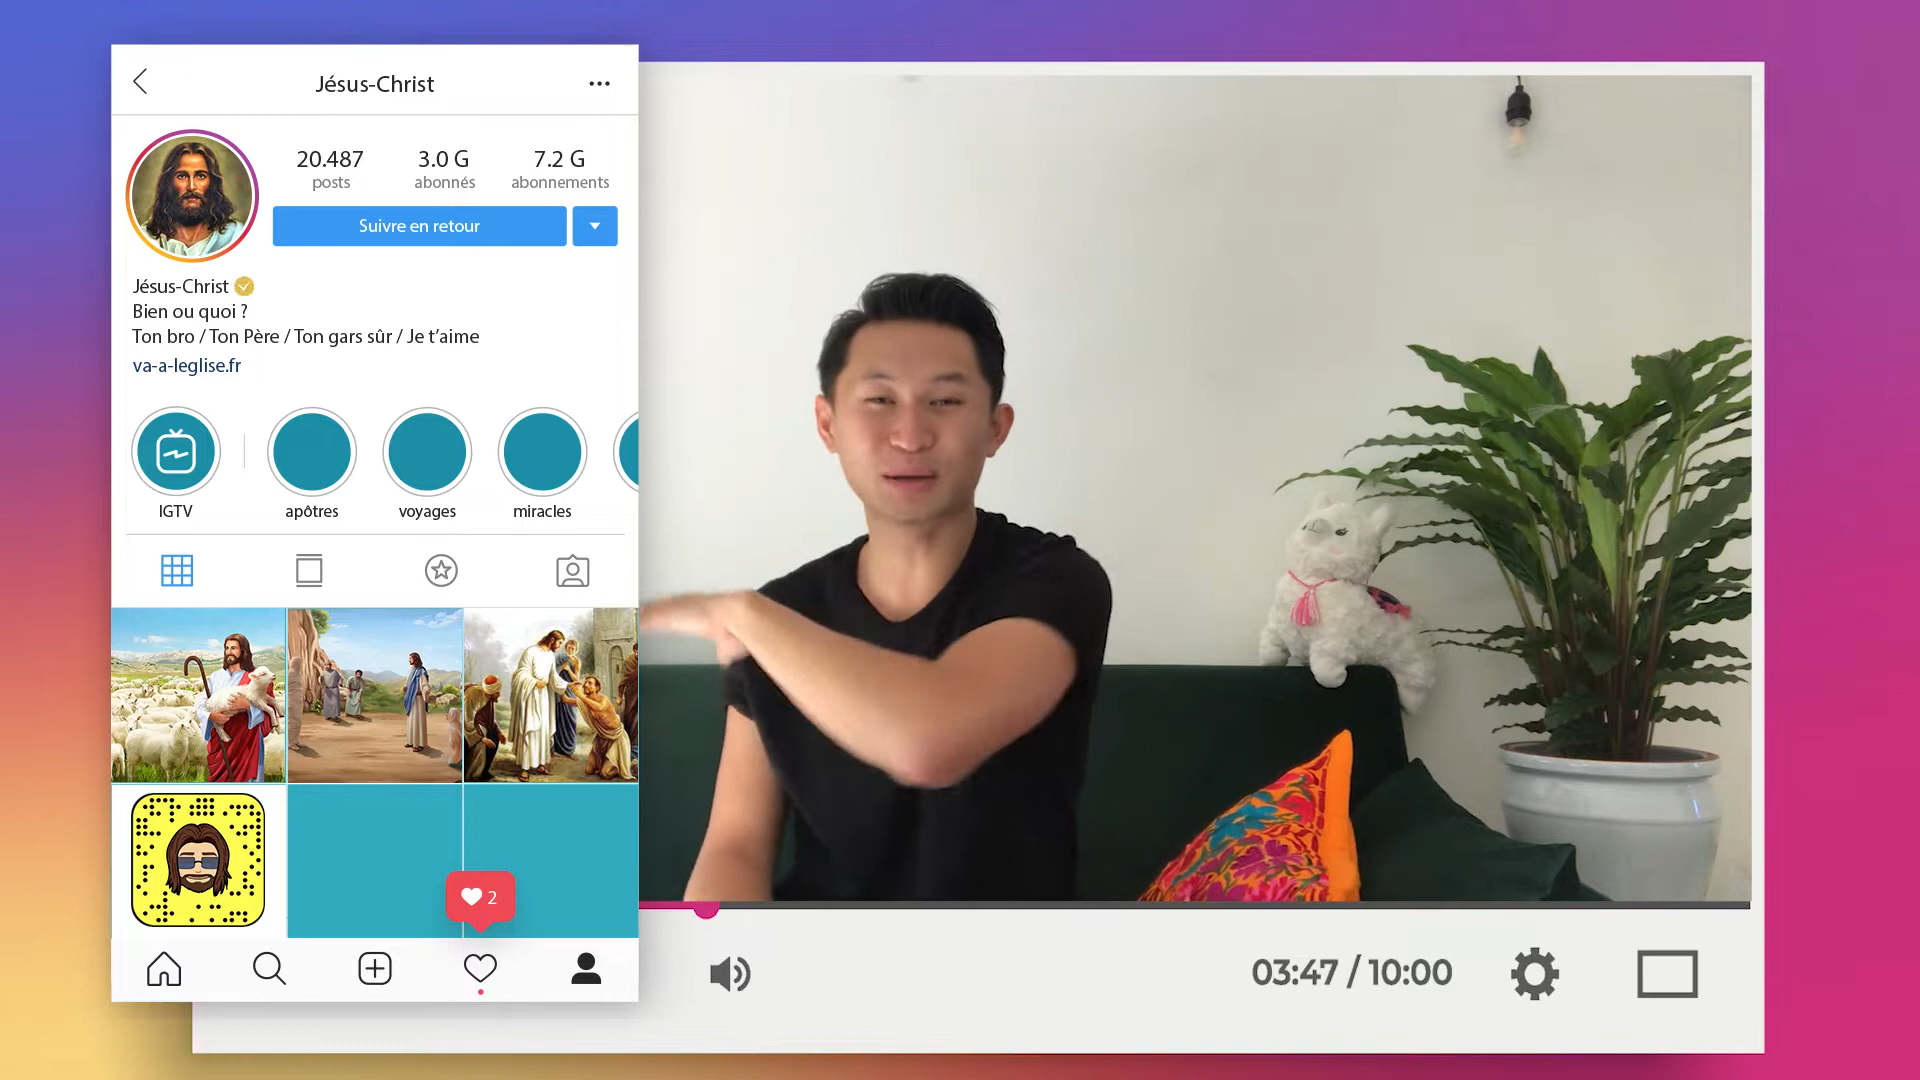 Jésus-Christ
20.487
posts
3.0 G
abonnés
7.2 G
abonnements
Suivre en retour
Jésus-Christ
Bien ou quoi ?
Ton bro / Ton Père / Ton gars sûr / Je t’aime
va-a-leglise.fr
IGTV
apôtres
voyages
miracles
2
03:47 / 10:00